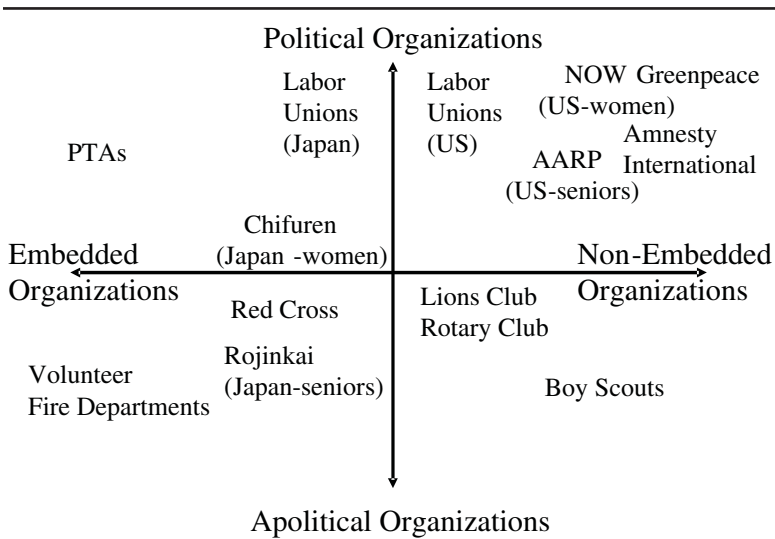 Political Organizations
Labor
Unions
(Japan)
Labor
Unions
(US)
NOW Greenpeace
(US-women)
Amnesty
International
AARP
(US-seniors)
PTAs
Chifuren
(Japan -women)
Embedded
Organizations
Non-Embedded
Organizations
Red Cross
Lions Club
Rotary Club
Rojinkai
(Japan-seniors)
Volunteer
Fire Departments
Boy Scouts
Apolitical Organizations